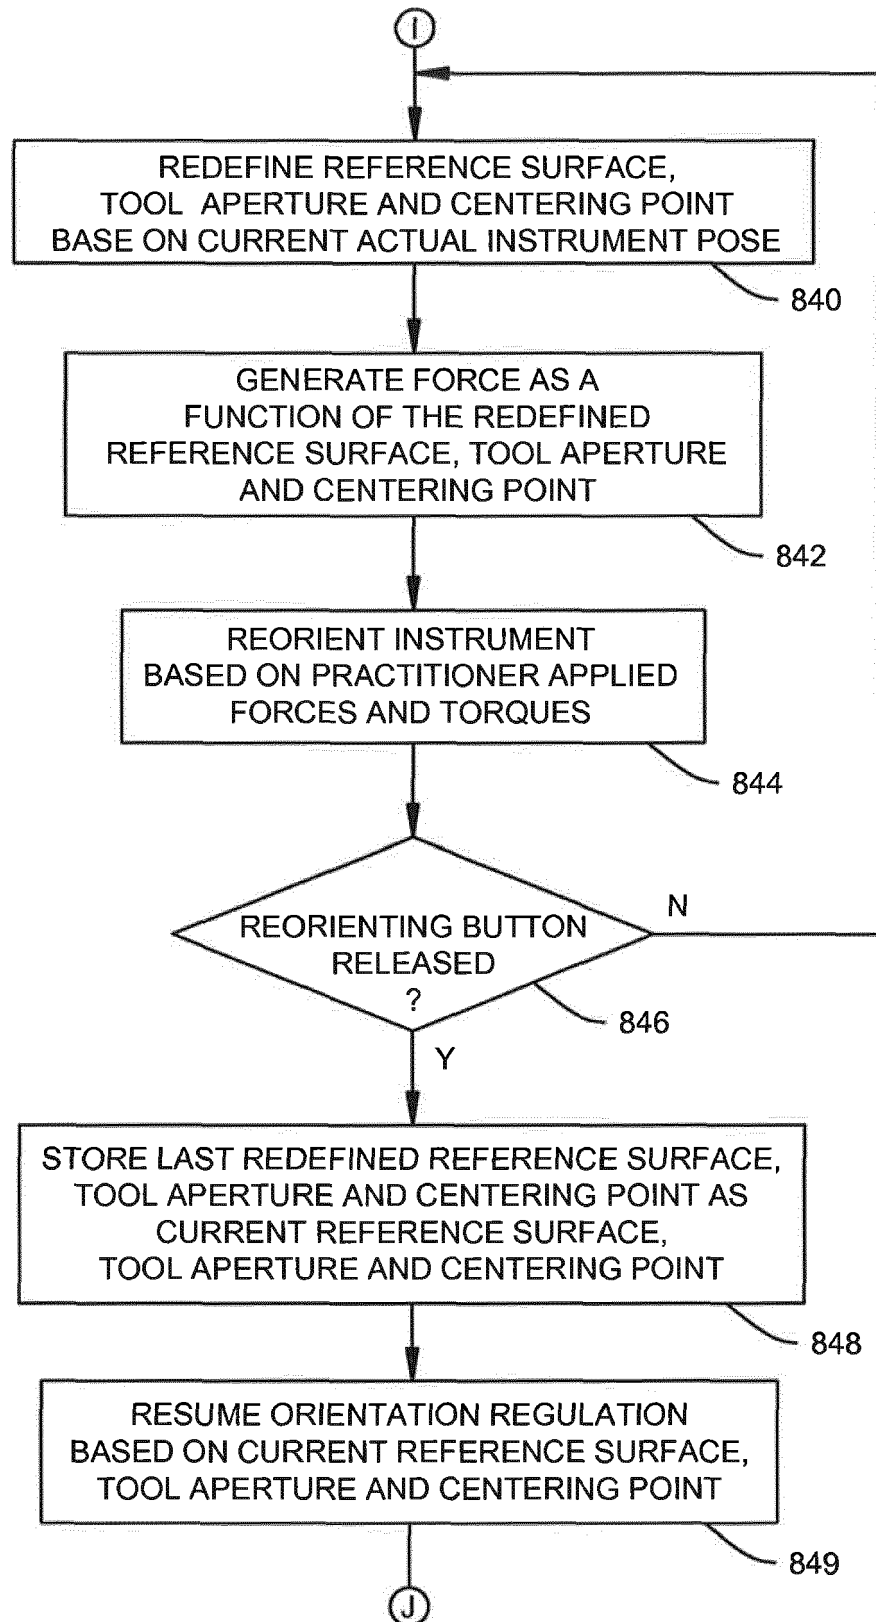 I
REDEFINE REFERENCE SURFACE,
TOOL APERTURE AND CENTERING POINT
BASE ON CURRENT ACTUAL INSTRUMENT POSE
840
GENERATE FORCE AS A
FUNCTION OF THE REDEFINED
REFERENCE SURFACE, TOOL APERTURE
AND CENTERING POINT
842
REORIENT INSTRUMENT
BASED ON PRACTITIONER APPLIED
FORCES AND TORQUES
844
N
REORIENTING BUTTON
RELEASED
?
846
Y
STORE LAST REDEFINED REFERENCE SURFACE,
TOOL APERTURE AND CENTERING POINT AS
CURRENT REFERENCE SURFACE,
TOOL APERTURE AND CENTERING POINT
848
RESUME ORIENTATION REGULATION
BASED ON CURRENT REFERENCE SURFACE,
TOOL APERTURE AND CENTERING POINT
849
J